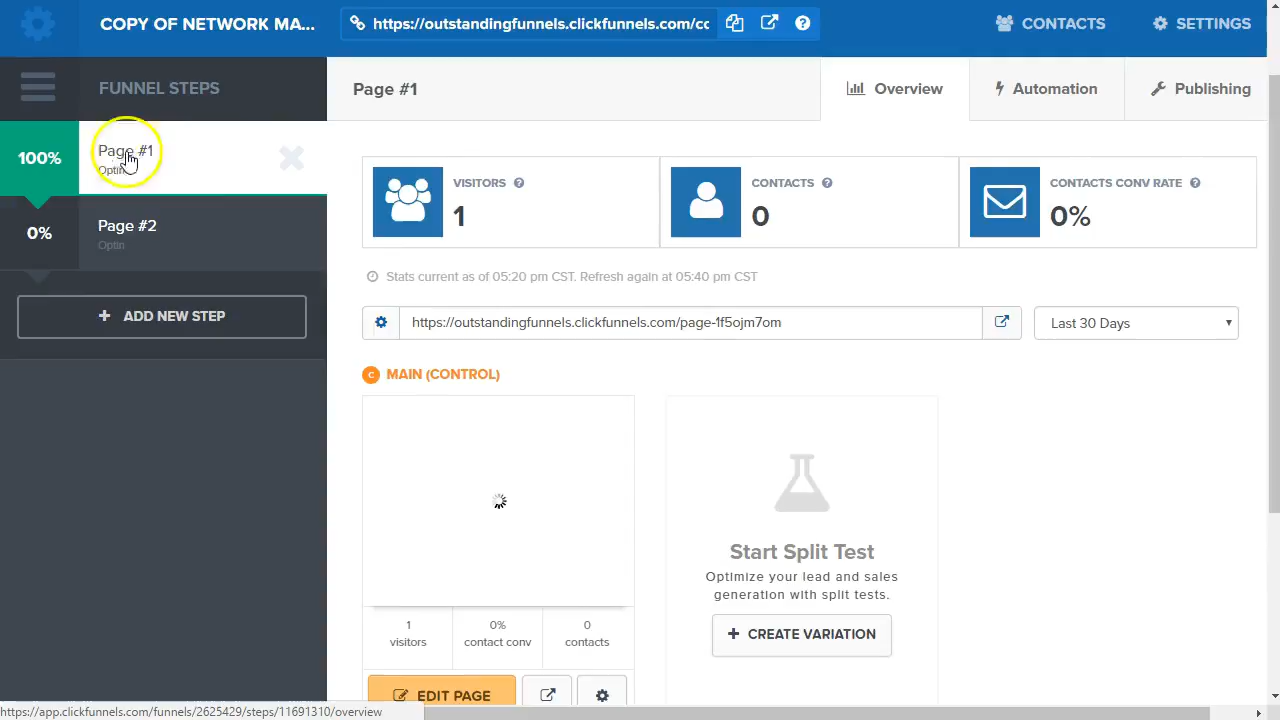 COPY OF NETWORK MA...
https://outstandingfunnels.clickfunnels.com/cc
CONTACTS
SETTINGS
FUNNEL STEPS
Page #1
Overview
Automation
Publishing
100%
Page #1
Optin
0%
Page #2
Optin
+ ADD NEW STEP
VISITORS
1
CONTACTS
0
CONTACTS CONV RATE
0%
Stats current as of 05:20 pm CST. Refresh again at 05:40 pm CST
https://outstandingfunnels.clickfunnels.com/page-1f5ojm7om
Last 30 Days
C MAIN (CONTROL)
Start Split Test
Optimize your lead and sales
generation with split tests.
+ CREATE VARIATION
1
visitors
0%
contact conv
0
contacts
EDIT PAGE
https://app.clickfunnels.com/funnels/2625429/steps/11691310/overview